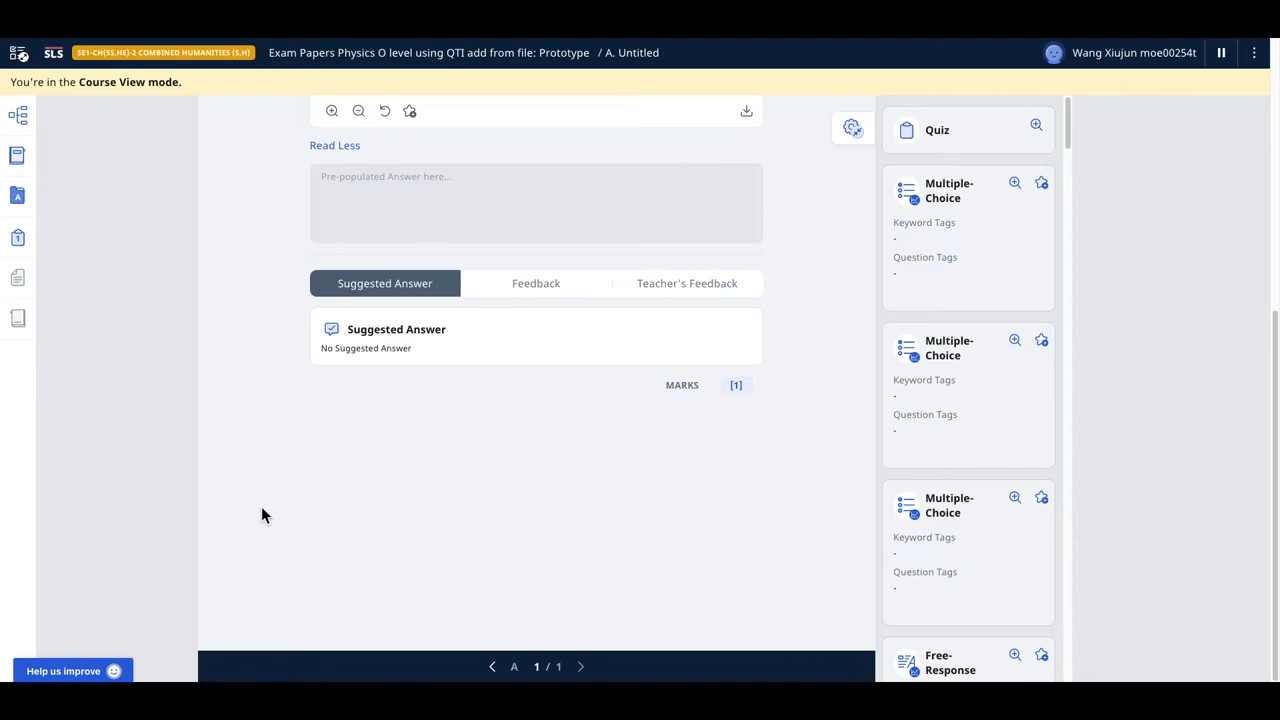 SLS
SE1-CH(SS,HE)-2 COMBINED HUMANITIES (S,H)
Exam Papers Physics O level using QTI add from file: Prototype / A. Untitled
Wang Xiujun moe00254t
You're in the Course View mode.
Read Less
Pre-populated Answer here...
Suggested Answer
Feedback
Teacher's Feedback
Suggested Answer
No Suggested Answer
MARKS [1]
Quiz
Multiple-
Choice
Keyword Tags
-
Question Tags
-
Multiple-
Choice
Keyword Tags
-
Question Tags
-
Multiple-
Choice
Keyword Tags
-
Question Tags
-
Free-
Response
A
1
Help us improve
A 1 / 1